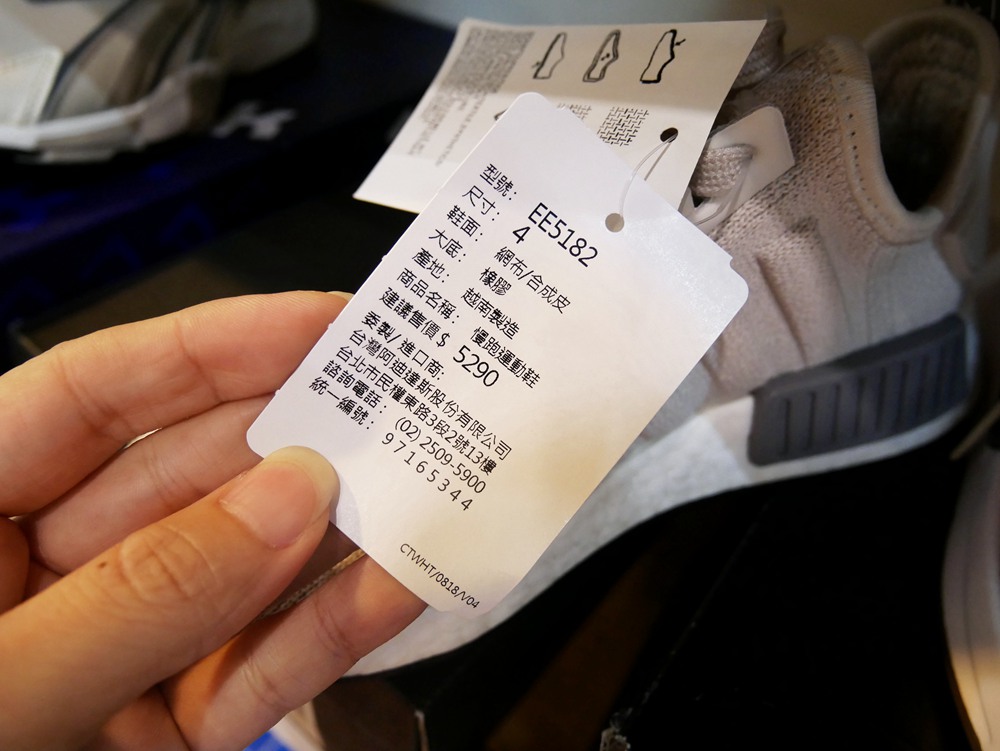 型號: EE5182
尺寸: 4
鞋面: 網布/合成皮
大底: 橡膠
產地: 越南製造
商品名稱: 慢跑運動鞋
建議售價$ 5290
委製/ 進口商:
台灣阿迪達斯股份有限公司
台北市民權東路3段2號13樓
諮詢電話: (02) 2509-5900
統一編號: 97165344
CTWHT/0818/V04